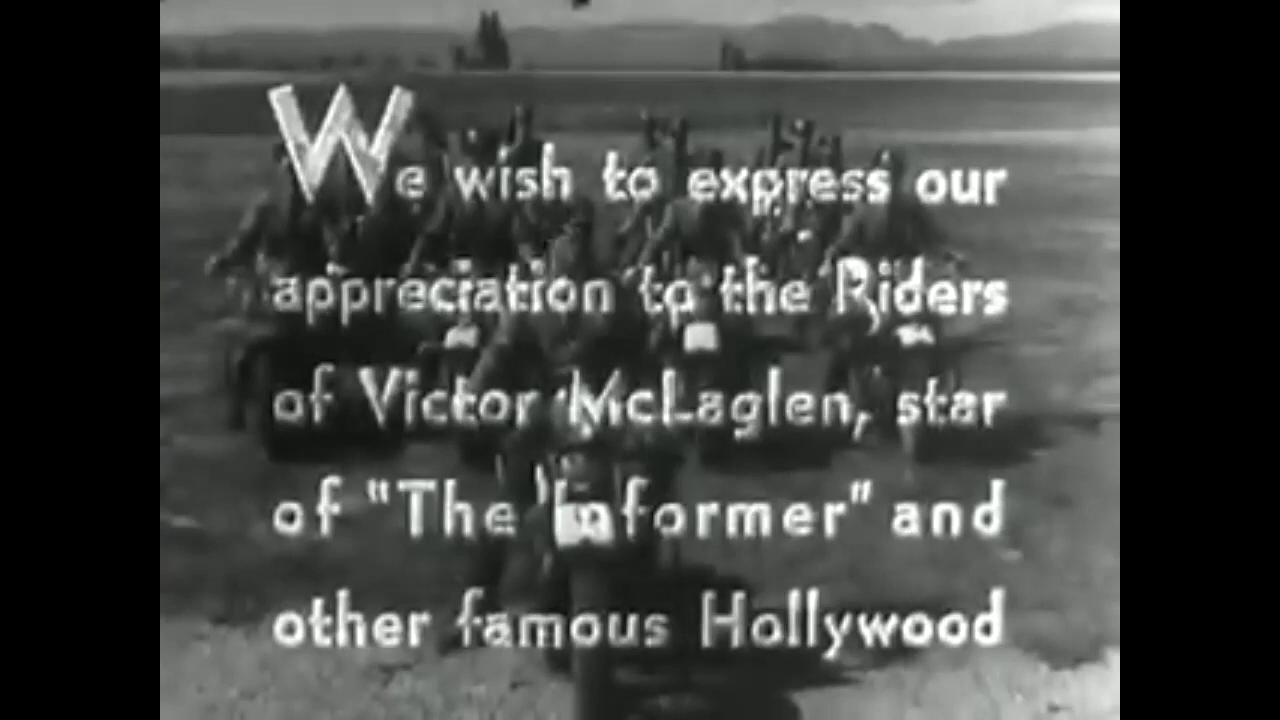 We wish to express our
appreciation to the Riders
of Victor McLaglen, star
of "The Informer" and
other famous Hollywood